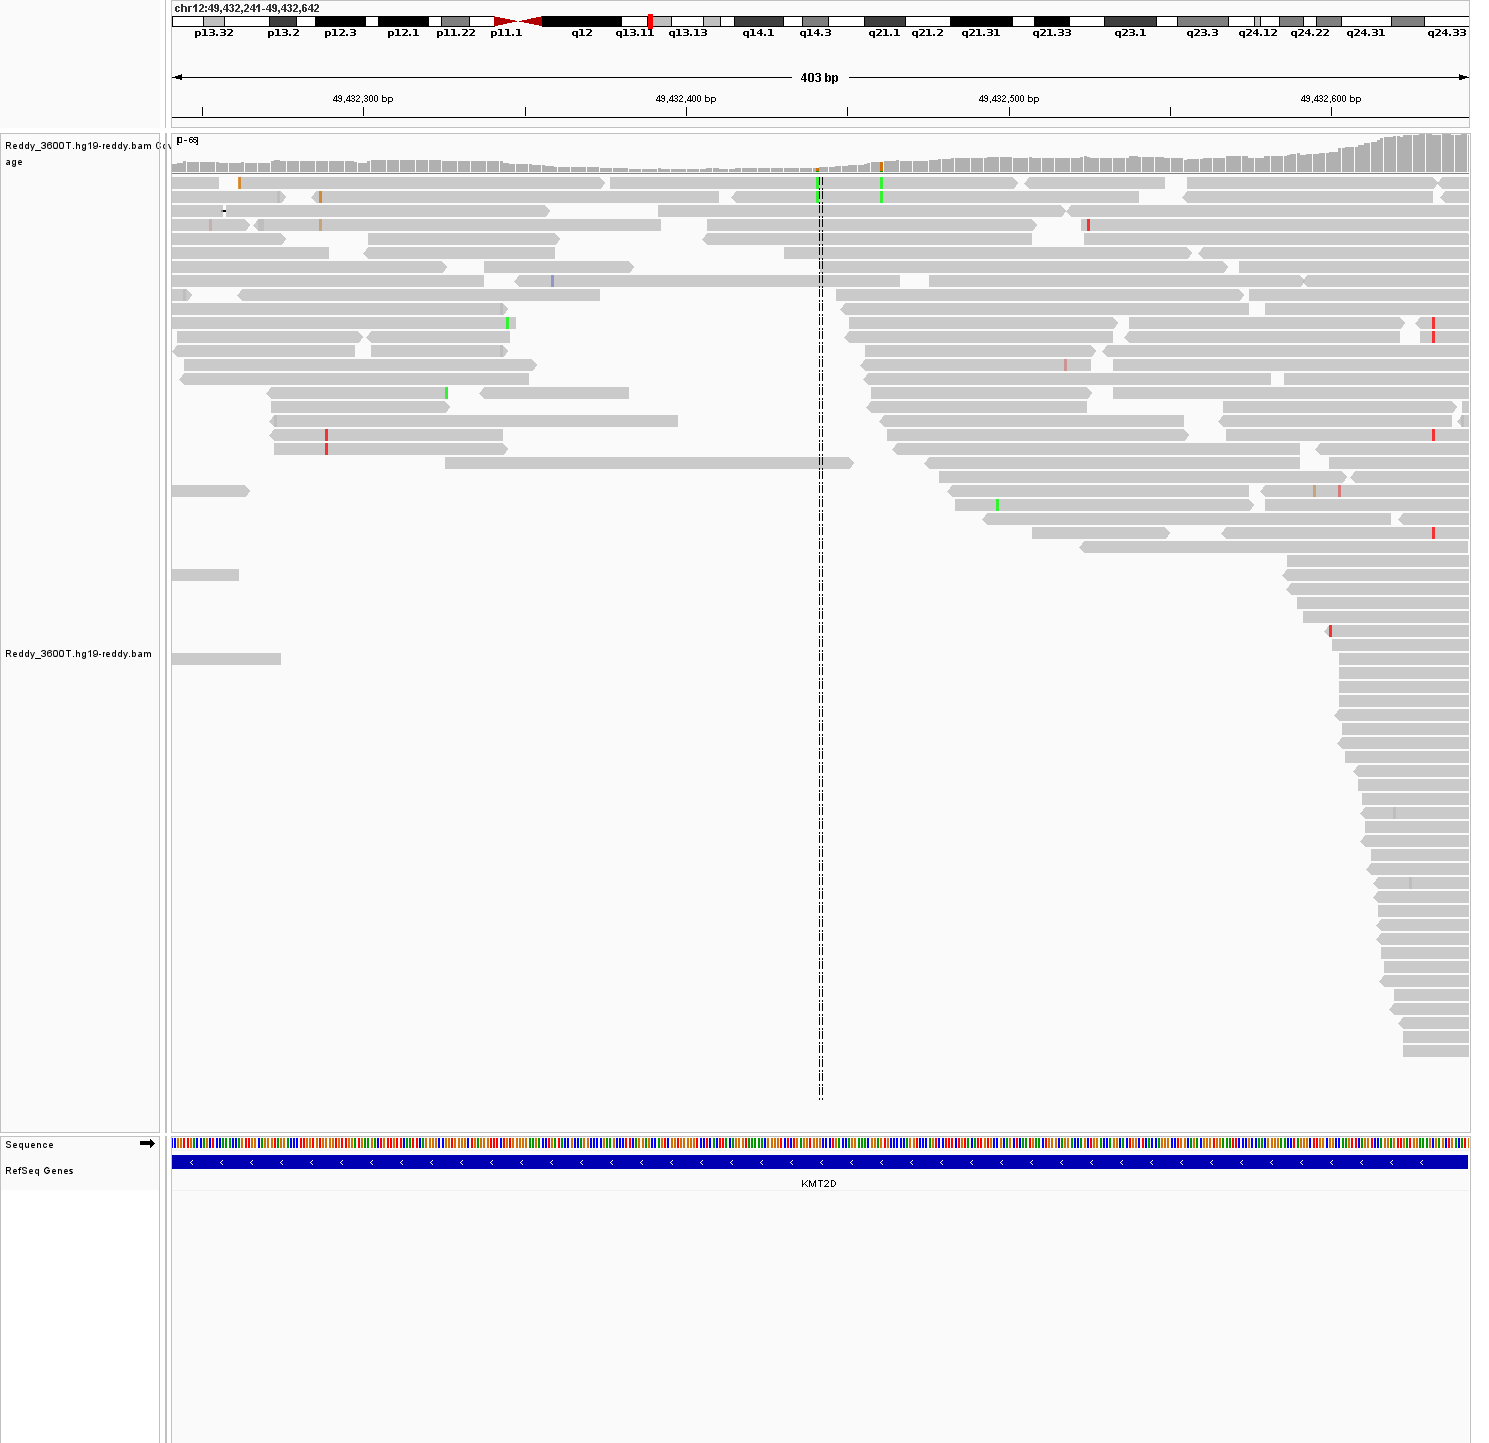 chr12:49,432,241-49,432,642
p13.32 p13.2 p12.3 p12.1 p11.22 p11.1 q12 q13.11 q13.13 q14.1 q14.3 q21.1 q21.2 q21.31 q21.33 q23.1 q23.3 q24.12 q24.22 q24.31 q24.33
403 bp
49,432,300 bp 49,432,400 bp 49,432,500 bp 49,432,600 bp
[0-69]
Reddy_3600T.hg19-reddy.bam Cov
age
Reddy_3600T.hg19-reddy.bam
Sequence
RefSeq Genes
KMT2D